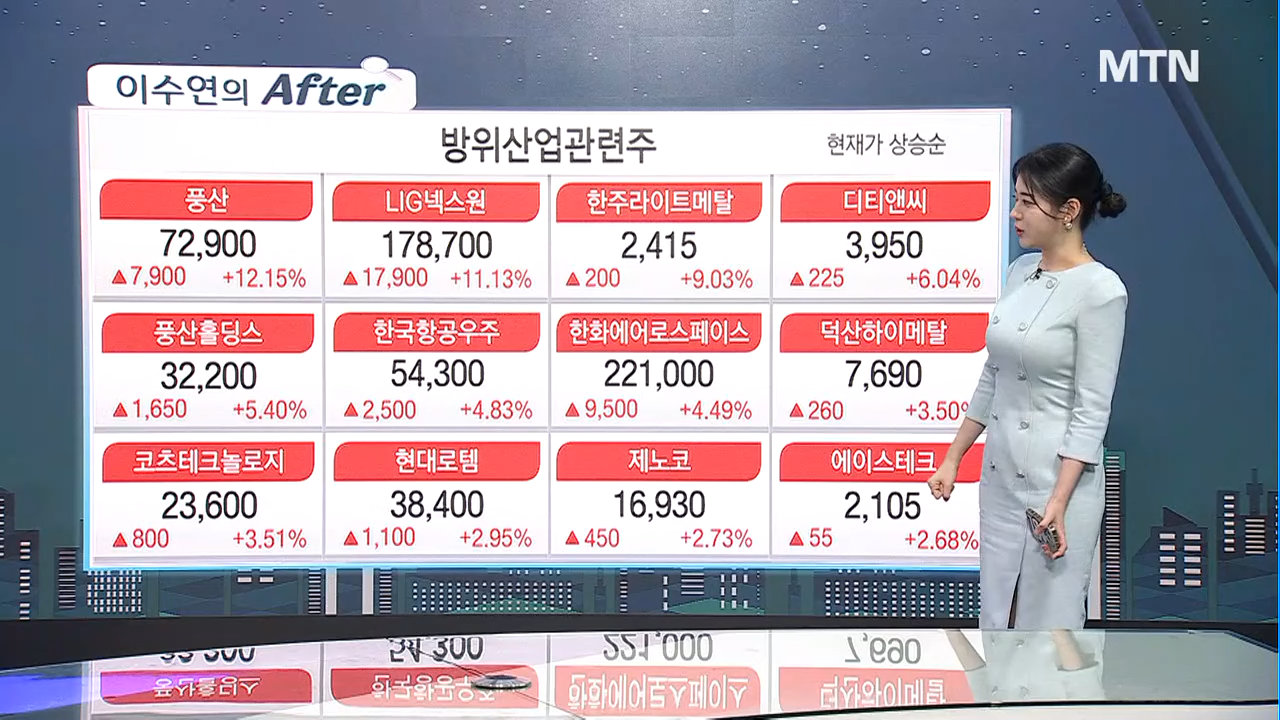 MTN
이수연의 After
방위산업관련주
현재가 상승순
풍산
72,900
▲7,900 +12.15%
LIG넥스원
178,700
▲17,900 +11.13%
한주라이트메탈
2,415
▲200 +9.03%
디티앤씨
3,950
▲225 +6.04%
풍산홀딩스
32,200
▲1,650 +5.40%
한국항공우주
54,300
▲2,500 +4.83%
한화에어로스페이스
221,000
▲9,500 +4.49%
덕산하이메탈
7,690
▲260 +3.50%
코츠테크놀로지
23,600
▲800 +3.51%
현대로템
38,400
▲1,100 +2.95%
제노코
16,930
▲450 +2.73%
에이스테크
2,105
▲55 +2.68%